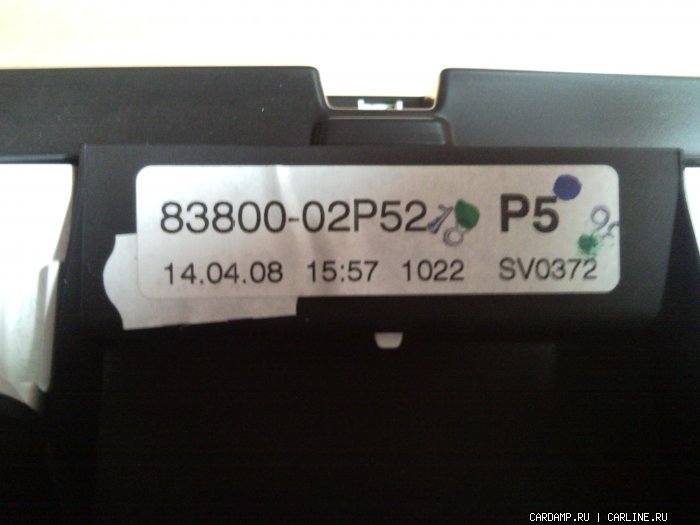 83800-02P52 P5
14.04.08 15:57 1022 SV0372
CARDAMP.RU | CARLINE.RU